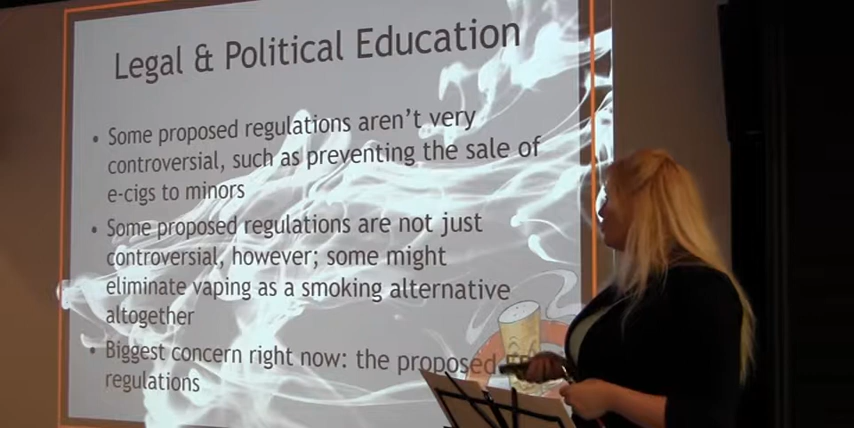 Legal & Political Education
• Some proposed regulations aren't very
controversial, such as preventing the sale of
e-cigs to minors
• Some proposed regulations are not just
controversial, however; some might
eliminate vaping as a smoking alternative
altogether
• Biggest concern right now: the proposed
regulations